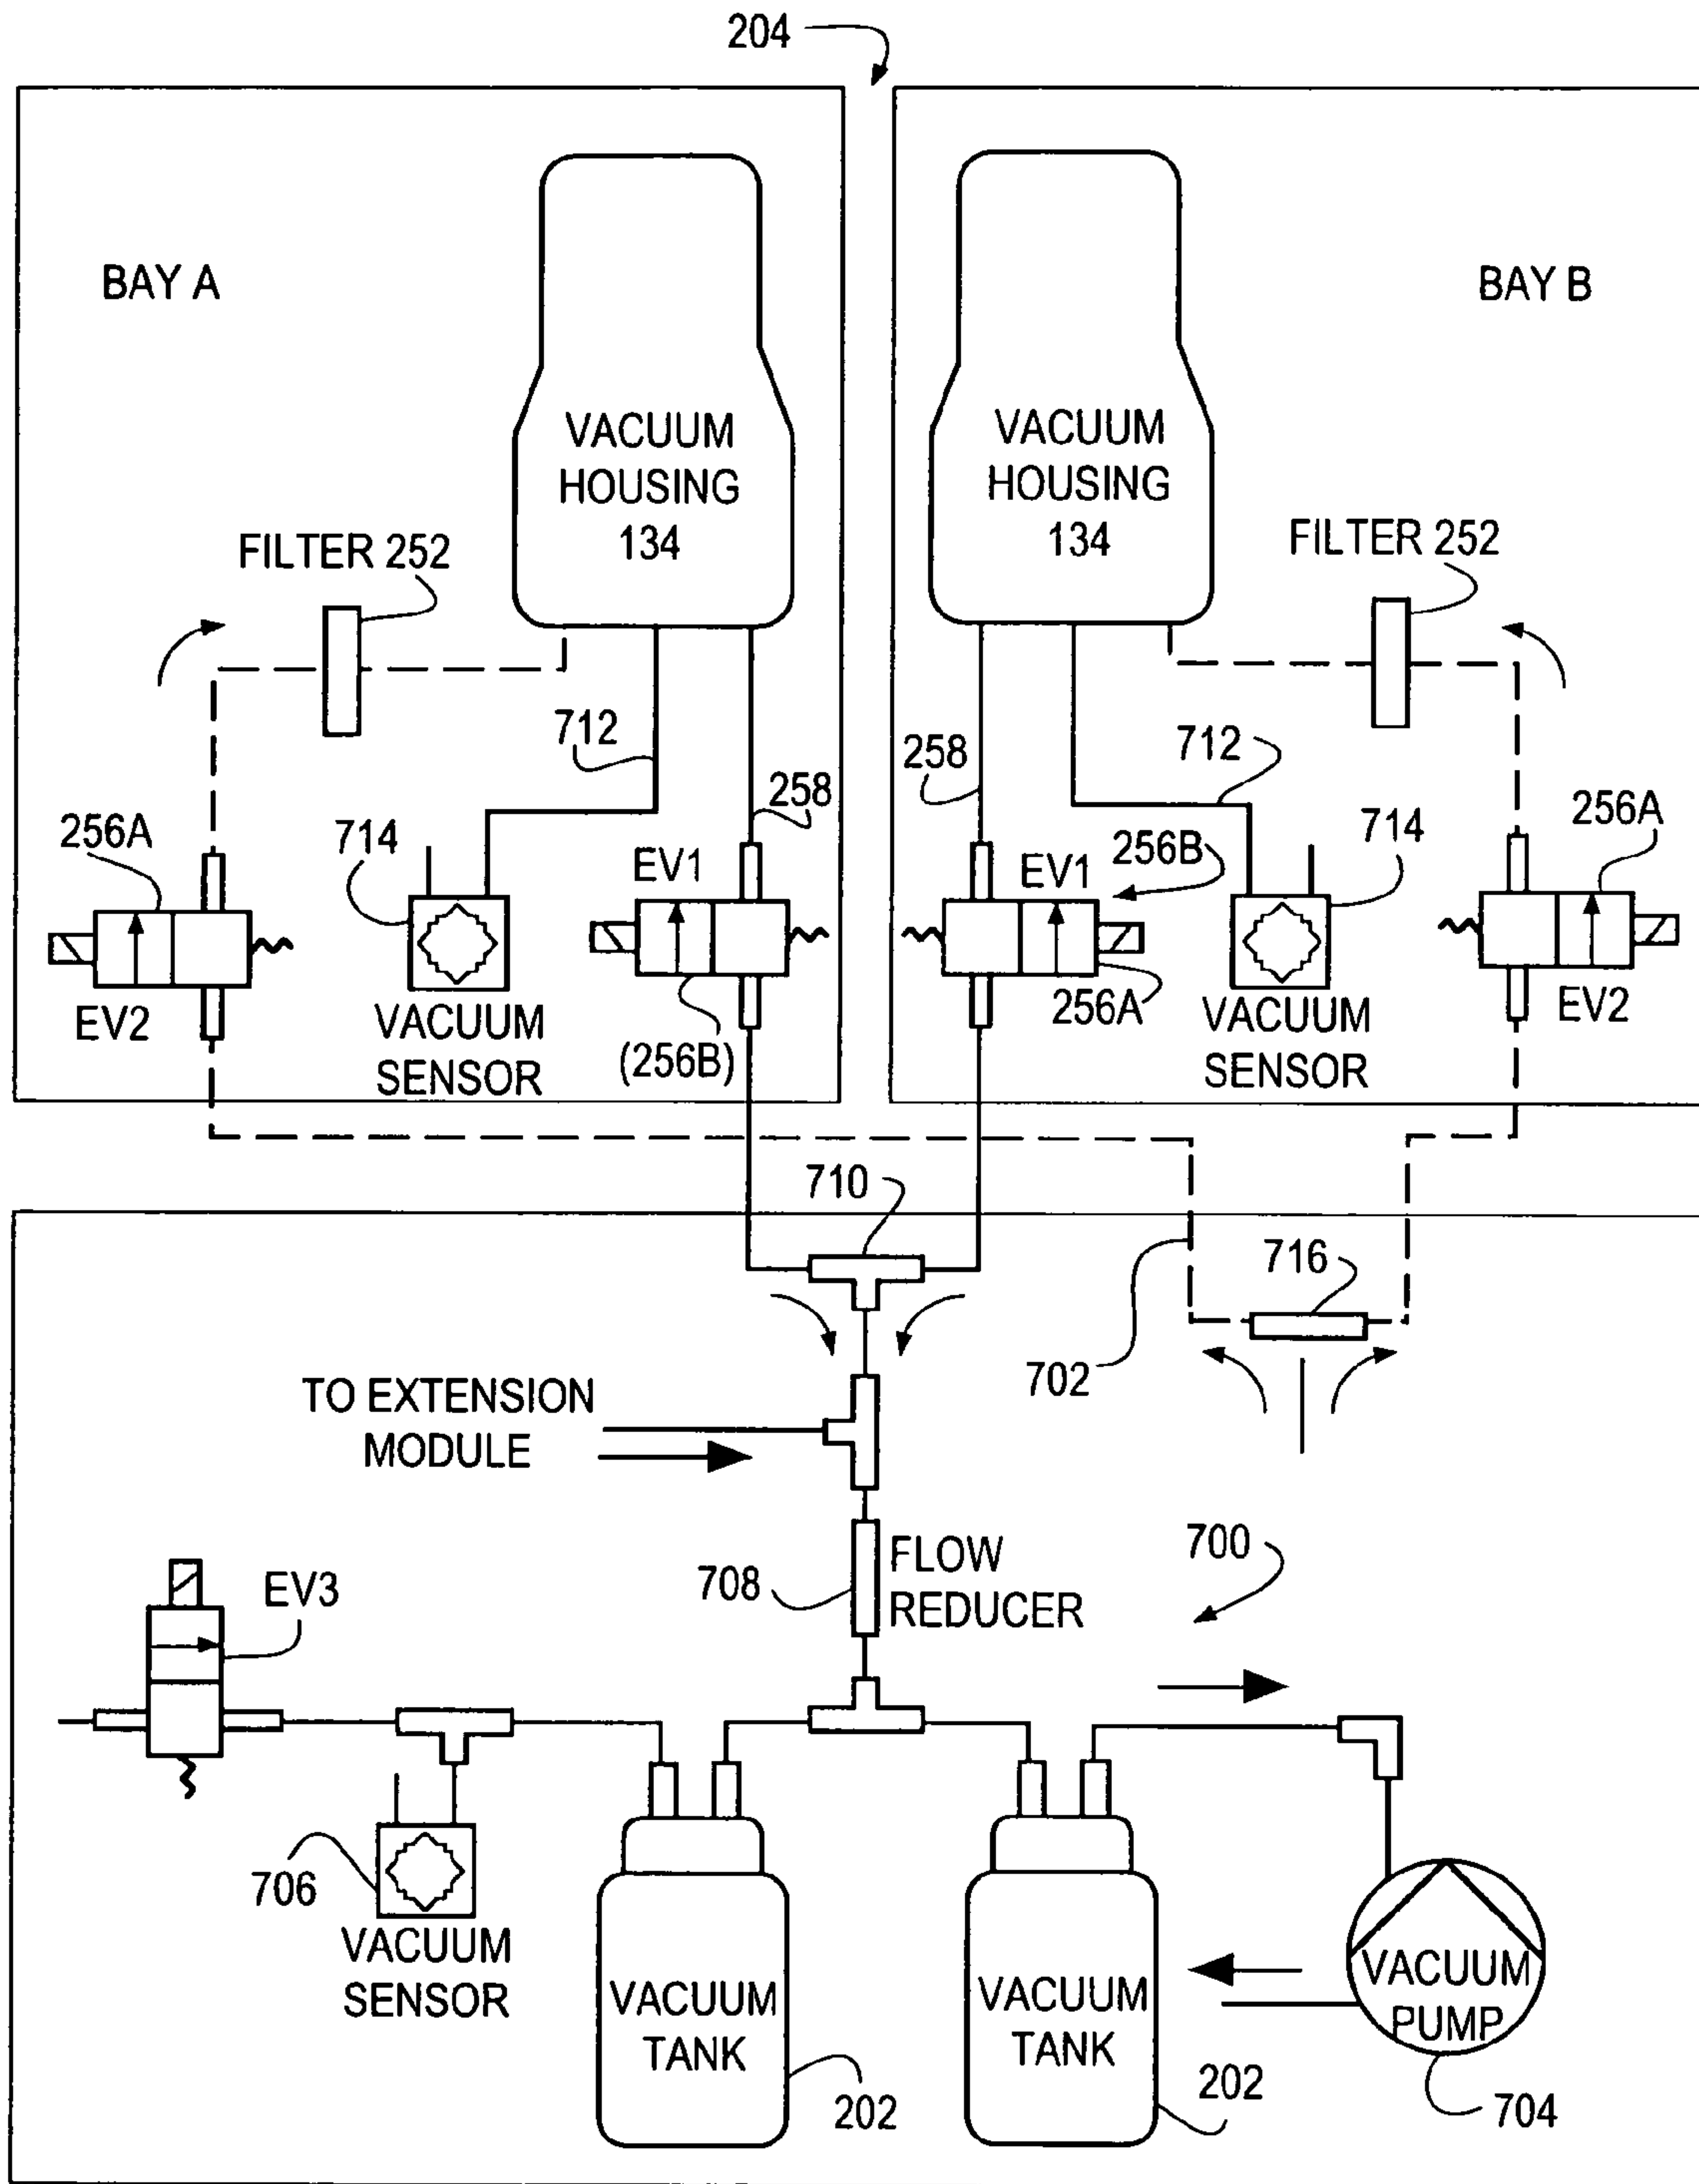 204
BAY A
BAY B
VACUUM
HOUSING
134
VACUUM
HOUSING
134
FILTER 252
FILTER 252
712
258
258
712
256A
714
EV1
EV1
256B
714
256A
EV2
VACUUM
SENSOR
(256B)
256A
VACUUM
SENSOR
EV2
710
716
702
TO EXTENSION
MODULE
708
FLOW
REDUCER
700
EV3
706
VACUUM
SENSOR
VACUUM
TANK
202
VACUUM
TANK
202
VACUUM
PUMP
704